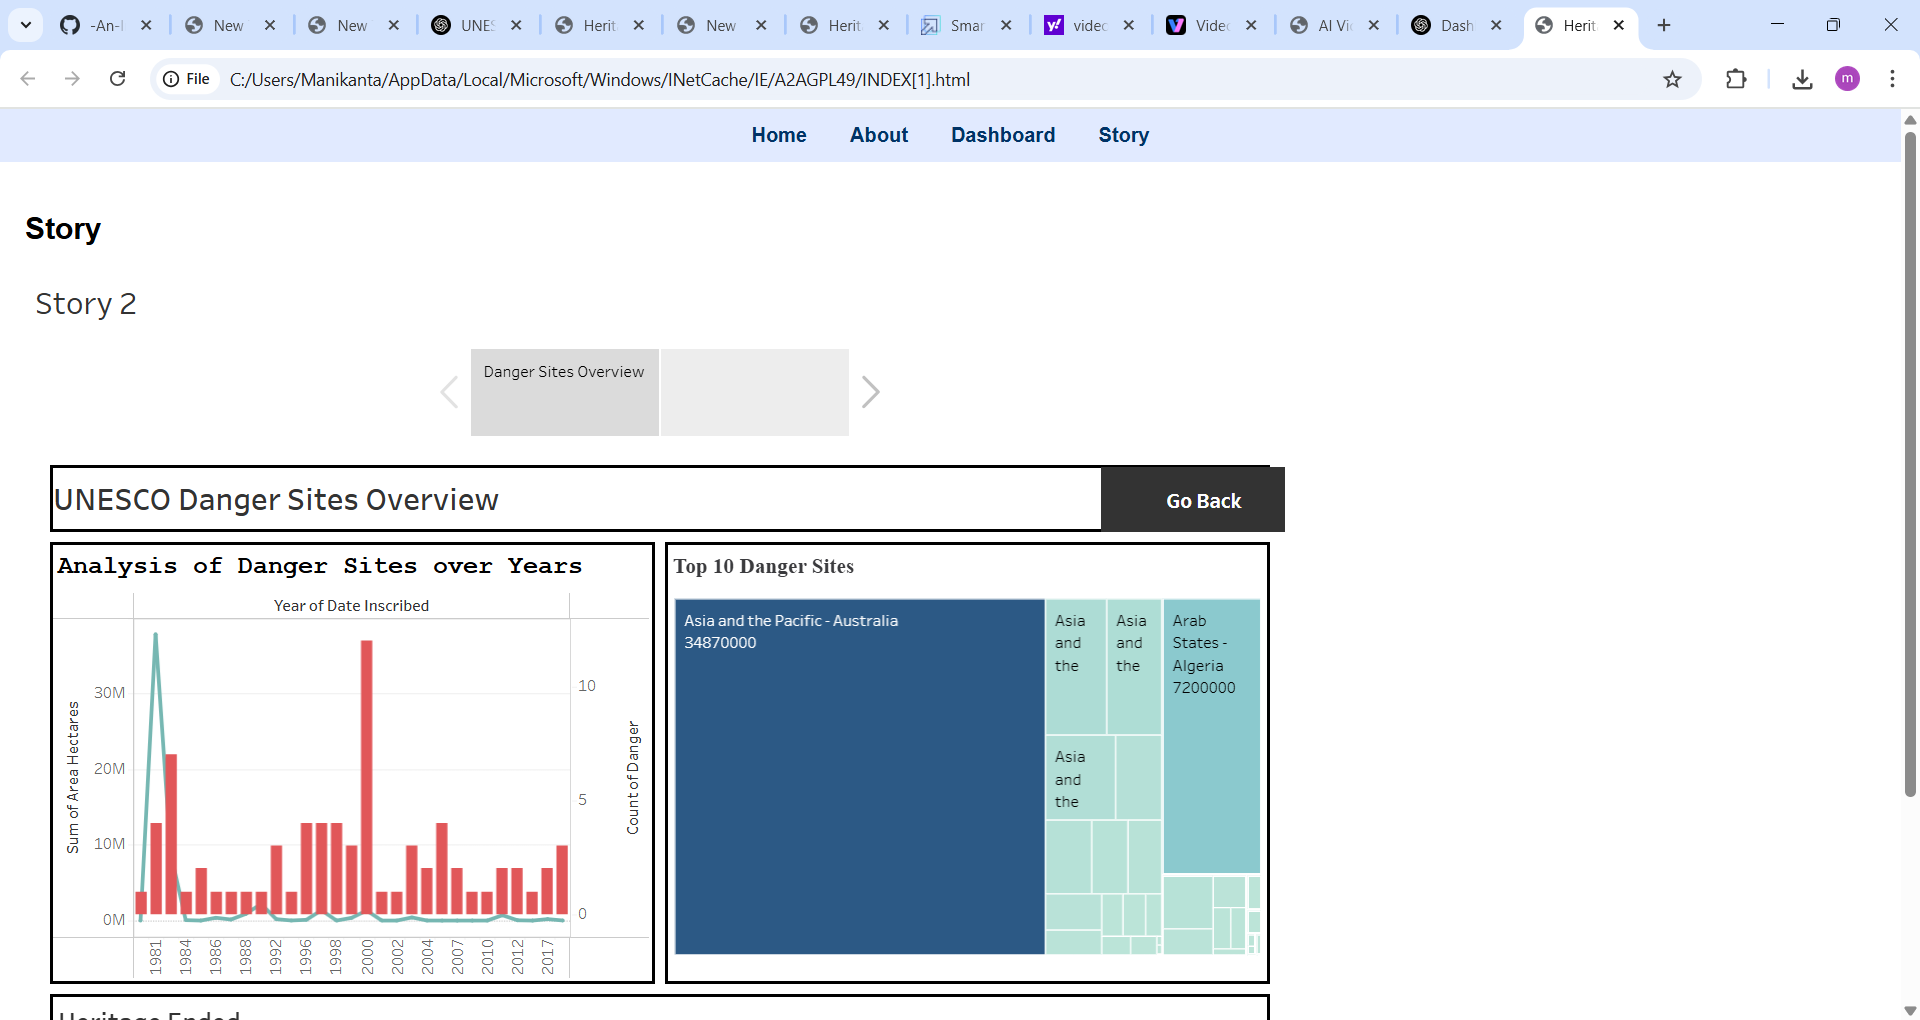 -An-I
New
New
UNES
Herit
New
Herit
Smar
videc
Videc
AI Vi
Dash
Herit
File
C:/Users/Manikanta/AppData/Local/Microsoft/Windows/INetCache/IE/A2AGPL49/INDEX[1].html
m
Home About Dashboard Story
Story
Story 2
Danger Sites Overview
UNESCO Danger Sites Overview
Go Back
Analysis of Danger Sites over Years
Year of Date Inscribed
Sum of Area Hectares
30M
20M
10M
0M
10
5
0
Count of Danger
1981
1984
1986
1988
1992
1996
1998
2000
2002
2004
2007
2010
2012
2017
Top 10 Danger Sites
Asia and the Pacific - Australia
34870000
Asia
and
the
Asia
and
the
Asia
and
the
Arab
States -
Algeria
7200000
Heritage Ended